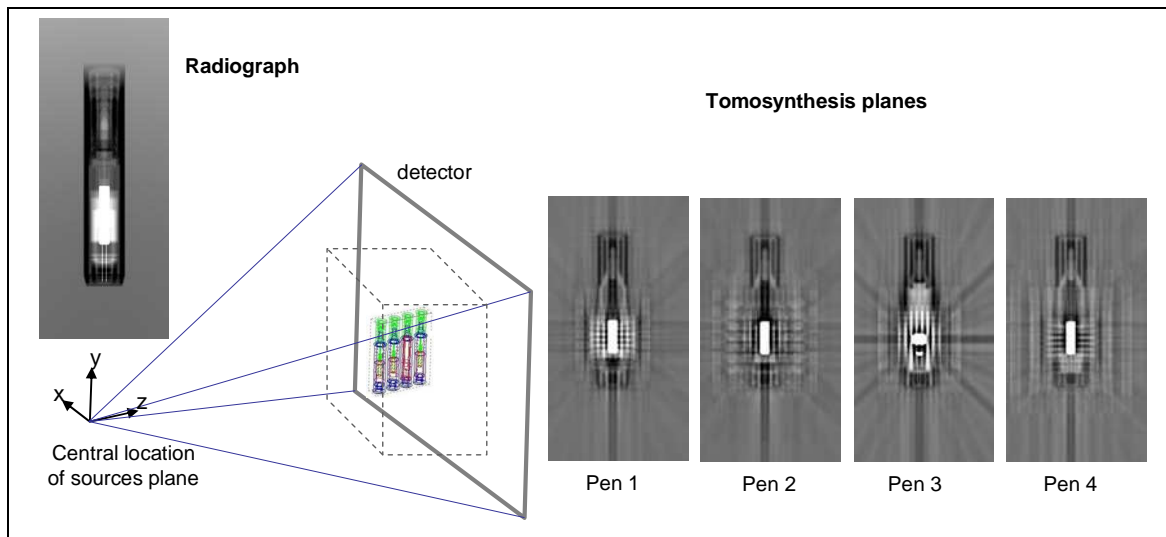 Radiograph
Tomosynthesis planes
detector
y
x
z
Central location
of sources plane
Pen 1
Pen 2
Pen 3
Pen 4